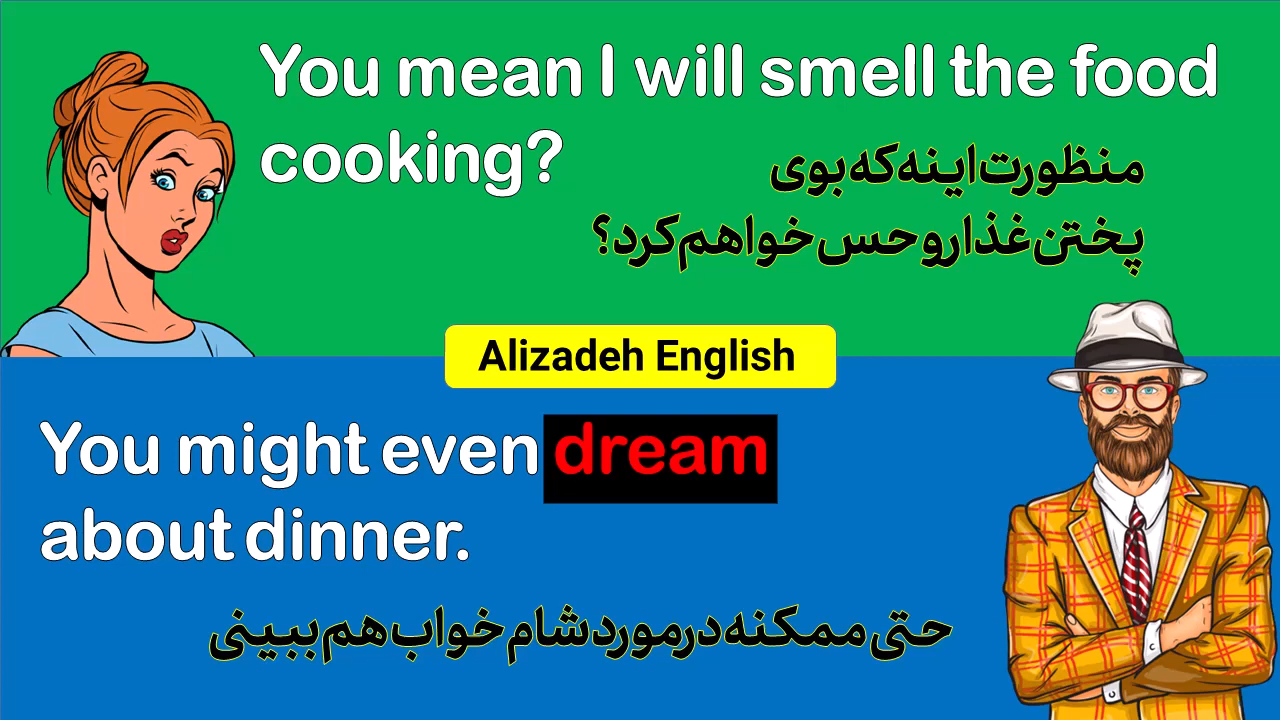 You mean I will smell the food
cooking?
منظورت اینه که بوی
پختن غذا رو حس خواهم کرد؟
Alizadeh English
You might even dream
about dinner.
حتی ممکنه در مورد شام خواب هم ببینی